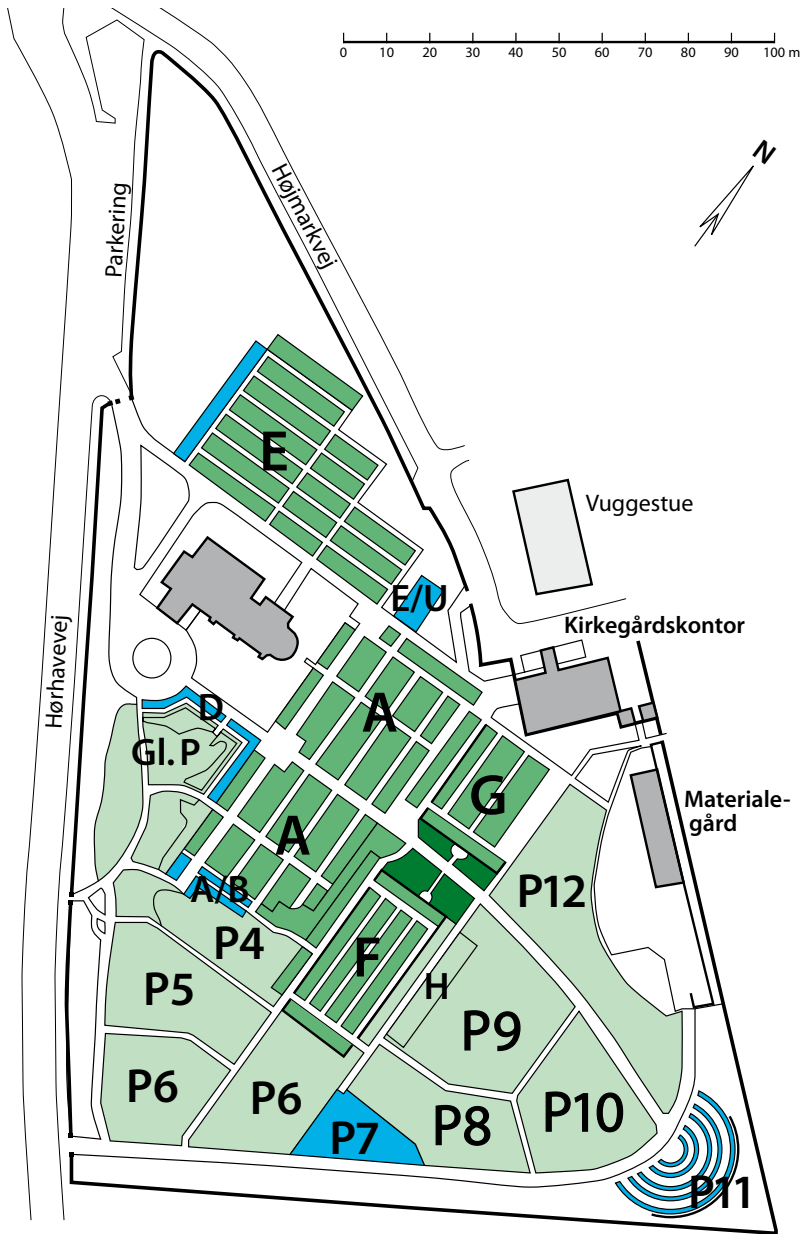 0 10 20 30 40 50 60 70 80 90 100 m
N
Højmarkvej
Parkering
E
Vuggestue
E/U
Kirkegårdskontor
Hørhavevej
D
A
Gl. P
G
Materiale-
gård
A
A/B
P12
P4
F
H
P5
P9
P6
P6
P10
P8
P7
P11